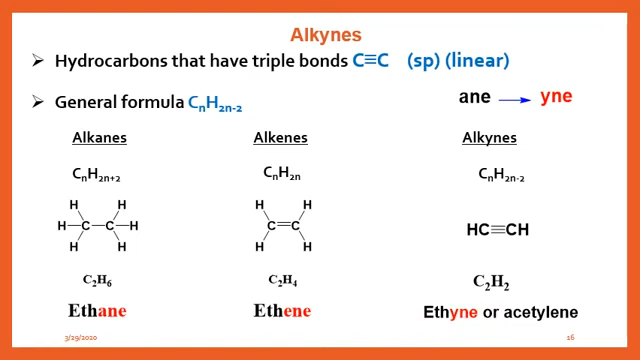 Alkynes
➤ Hydrocarbons that have triple bonds C≡C (sp) (linear)
➤ General formula CₙH₂ₙ₋₂
ane → yne
Alkanes Alkenes Alkynes
CₙH₂ₙ₊₂ CₙH₂ₙ CₙH₂ₙ₋₂
H H H H
H—C—C—H C=C HC≡CH
H H H H
C₂H₆ C₂H₄ C₂H₂
Ethane Ethene Ethyne or acetylene
3/29/2020 16